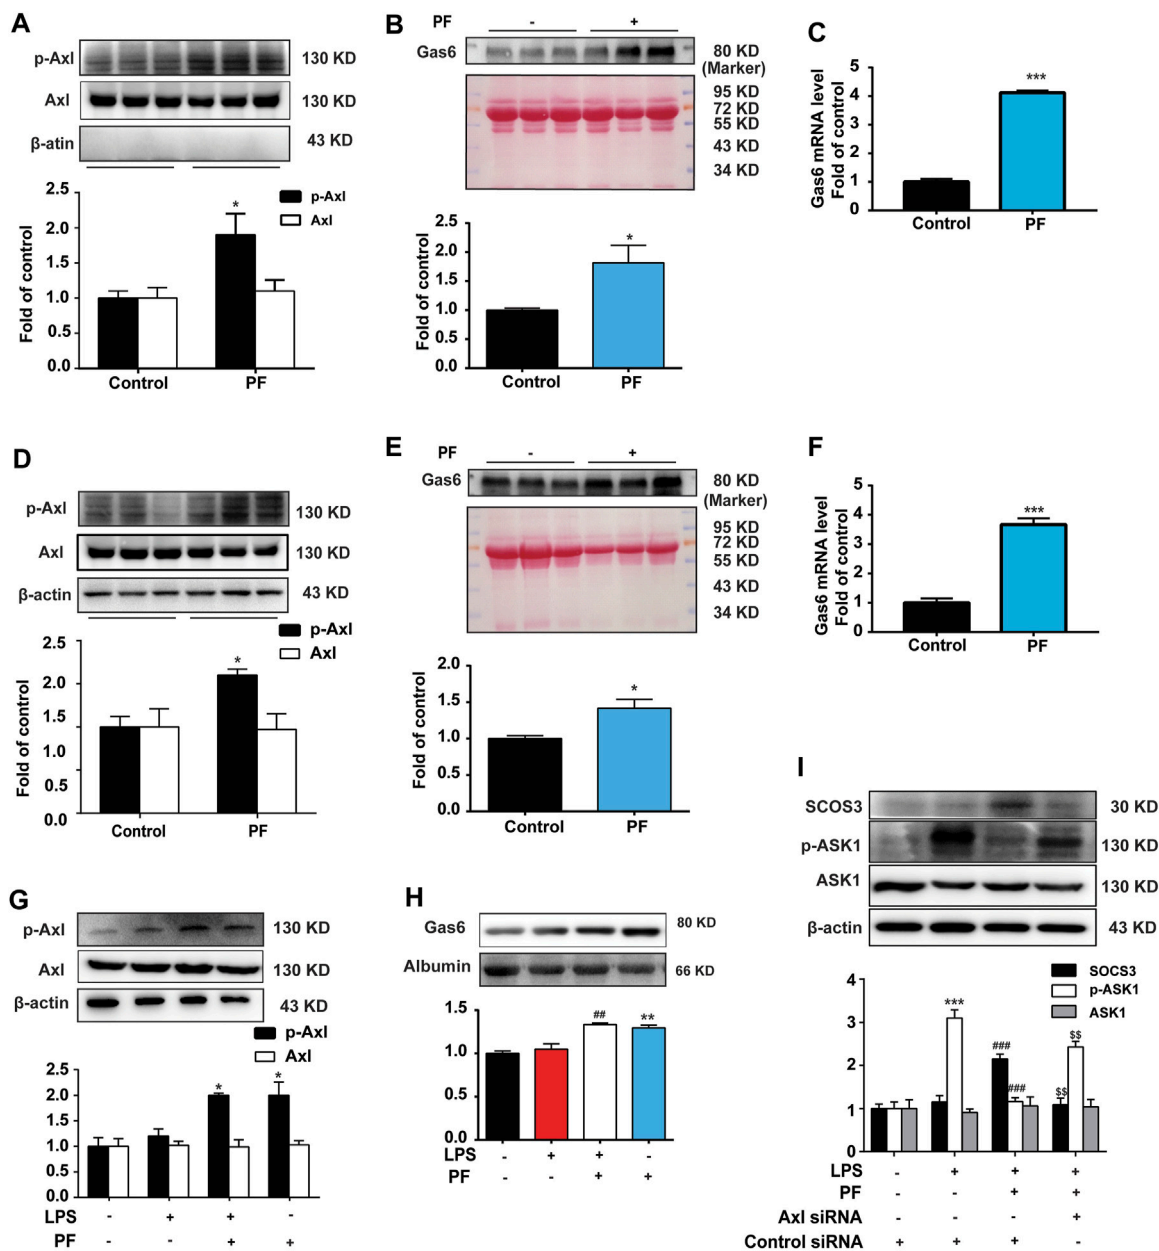 A
p-Axl
130 KD
Axl
130 KD
β-atin
43 KD
p-Axl
Axl
Fold of control
2.5
2.0
1.5
1.0
0.5
0.0
*
Control PF
B
PF - +
Gas6
80 KD
(Marker)
95 KD
72 KD
55 KD
43 KD
34 KD
Fold of control
2.5
2.0
1.5
1.0
0.5
0.0
*
Control PF
C
Gas6 mRNA level
Fold of control
5
4
3
2
1
0
***
Control PF
D
p-Axl
130 KD
Axl
130 KD
β-actin
43 KD
p-Axl
Axl
Fold of control
2.5
2.0
1.5
1.0
0.5
0.0
*
Control PF
E
PF - +
Gas6
80 KD
(Marker)
95 KD
72 KD
55 KD
43 KD
34 KD
Fold of control
2.0
1.5
1.0
0.5
0.0
*
Control PF
F
Gas6 mRNA level
Fold of control
5
4
3
2
1
0
***
Control PF
G
p-Axl
130 KD
Axl
130 KD
β-actin
43 KD
p-Axl
Axl
2.5
2.0
1.5
1.0
0.5
0.0
* *
LPS - + + -
PF - - + +
H
Gas6
80 KD
Albumin
66 KD
1.5
1.0
0.5
0.0
## **
LPS - + + -
PF - - + +
I
SCOS3
30 KD
p-ASK1
130 KD
ASK1
130 KD
β-actin
43 KD
SOCS3
p-ASK1
ASK1
4
3
2
1
0
*** ### ### $$ $$
LPS - + + +
PF - - + +
Axl siRNA - - - +
Control siRNA + + + -